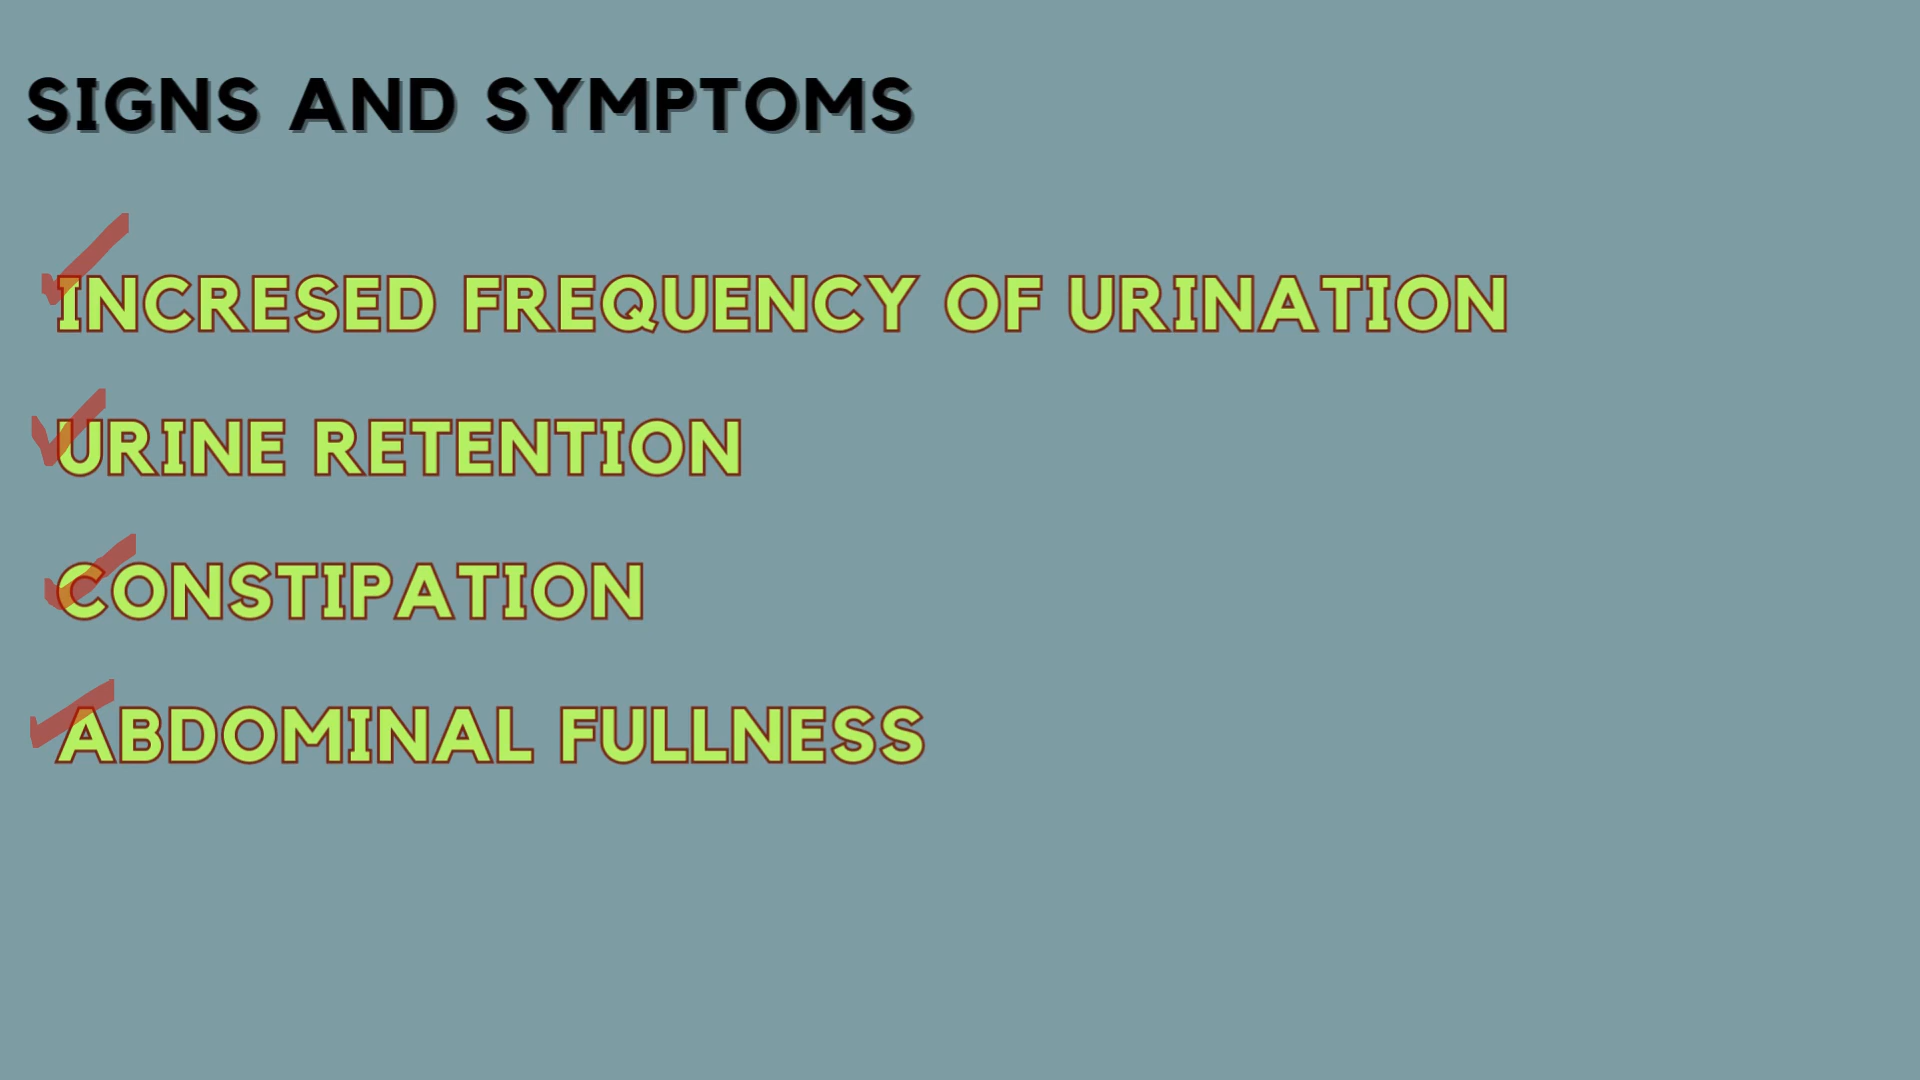 SIGNS AND SYMPTOMS
INCRESED FREQUENCY OF URINATION
URINE RETENTION
CONSTIPATION
ABDOMINAL FULLNESS